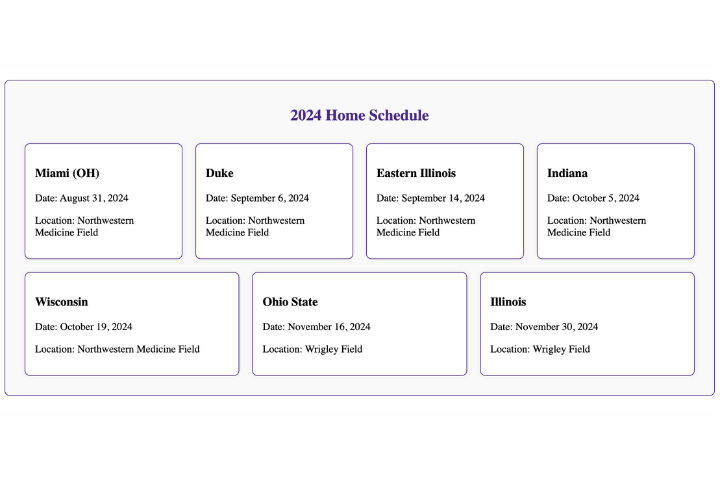 2024 Home Schedule
Miami (OH)
Date: August 31, 2024
Location: Northwestern
Medicine Field
Duke
Date: September 6, 2024
Location: Northwestern
Medicine Field
Eastern Illinois
Date: September 14, 2024
Location: Northwestern
Medicine Field
Indiana
Date: October 5, 2024
Location: Northwestern
Medicine Field
Wisconsin
Date: October 19, 2024
Location: Northwestern Medicine Field
Ohio State
Date: November 16, 2024
Location: Wrigley Field
Illinois
Date: November 30, 2024
Location: Wrigley Field